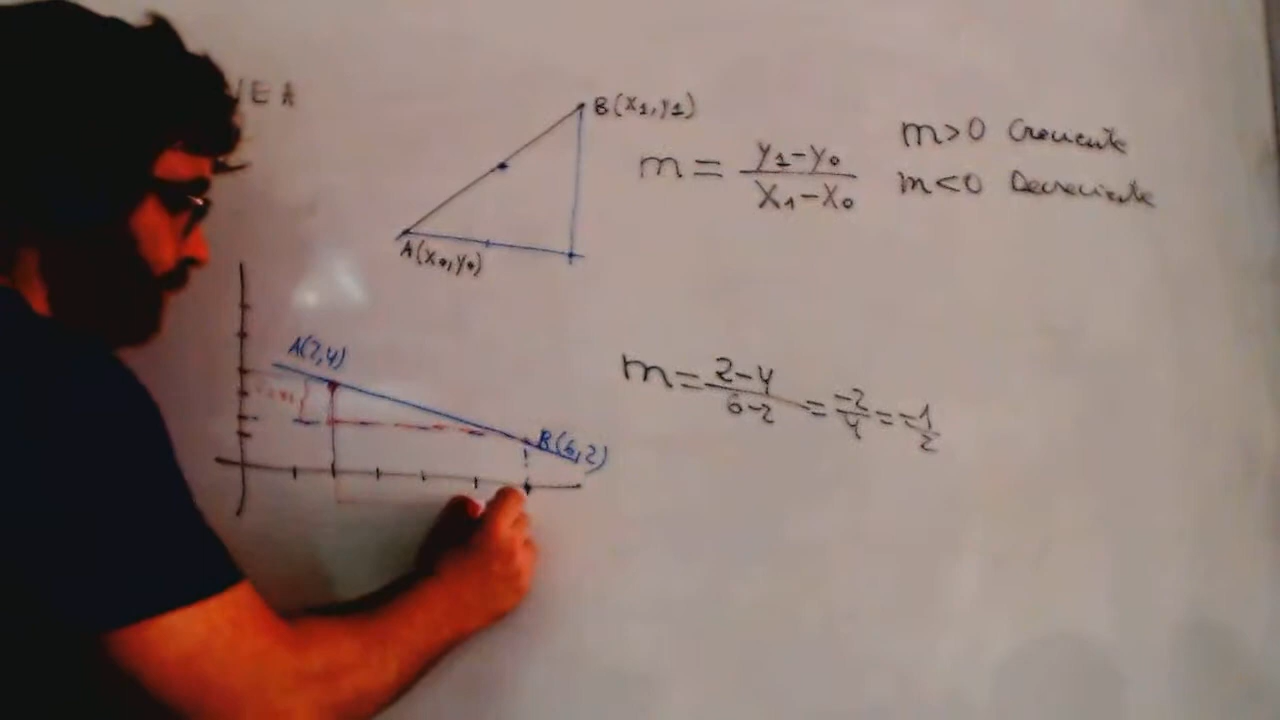 B(x₁,y₁)
A(x₀,y₀)
m = (y₁-y₀)/(x₁-x₀)
m>0 Creciente
m<0 Decreciente
A(2,4)
B(6,2)
m = (2-4)/(6-2) = -2/4 = -1/2